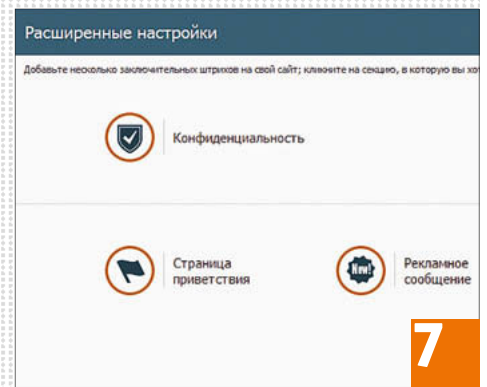 Расширенные настройки
Добавьте несколько заключительных штрихов на свой сайт; кликните на секцию, в которую вы хот
Конфиденциальность
Страница
приветствия
New!
Рекламное
сообщение
7